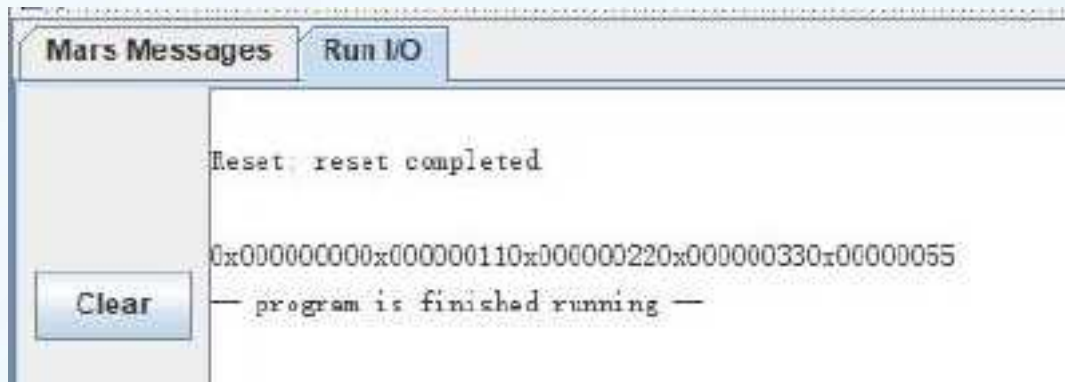 Mars Messages Run I/O
Reset: reset completed
0x000000000x000000110x000000220x000000330x00000055
Clear
— program is finished running —